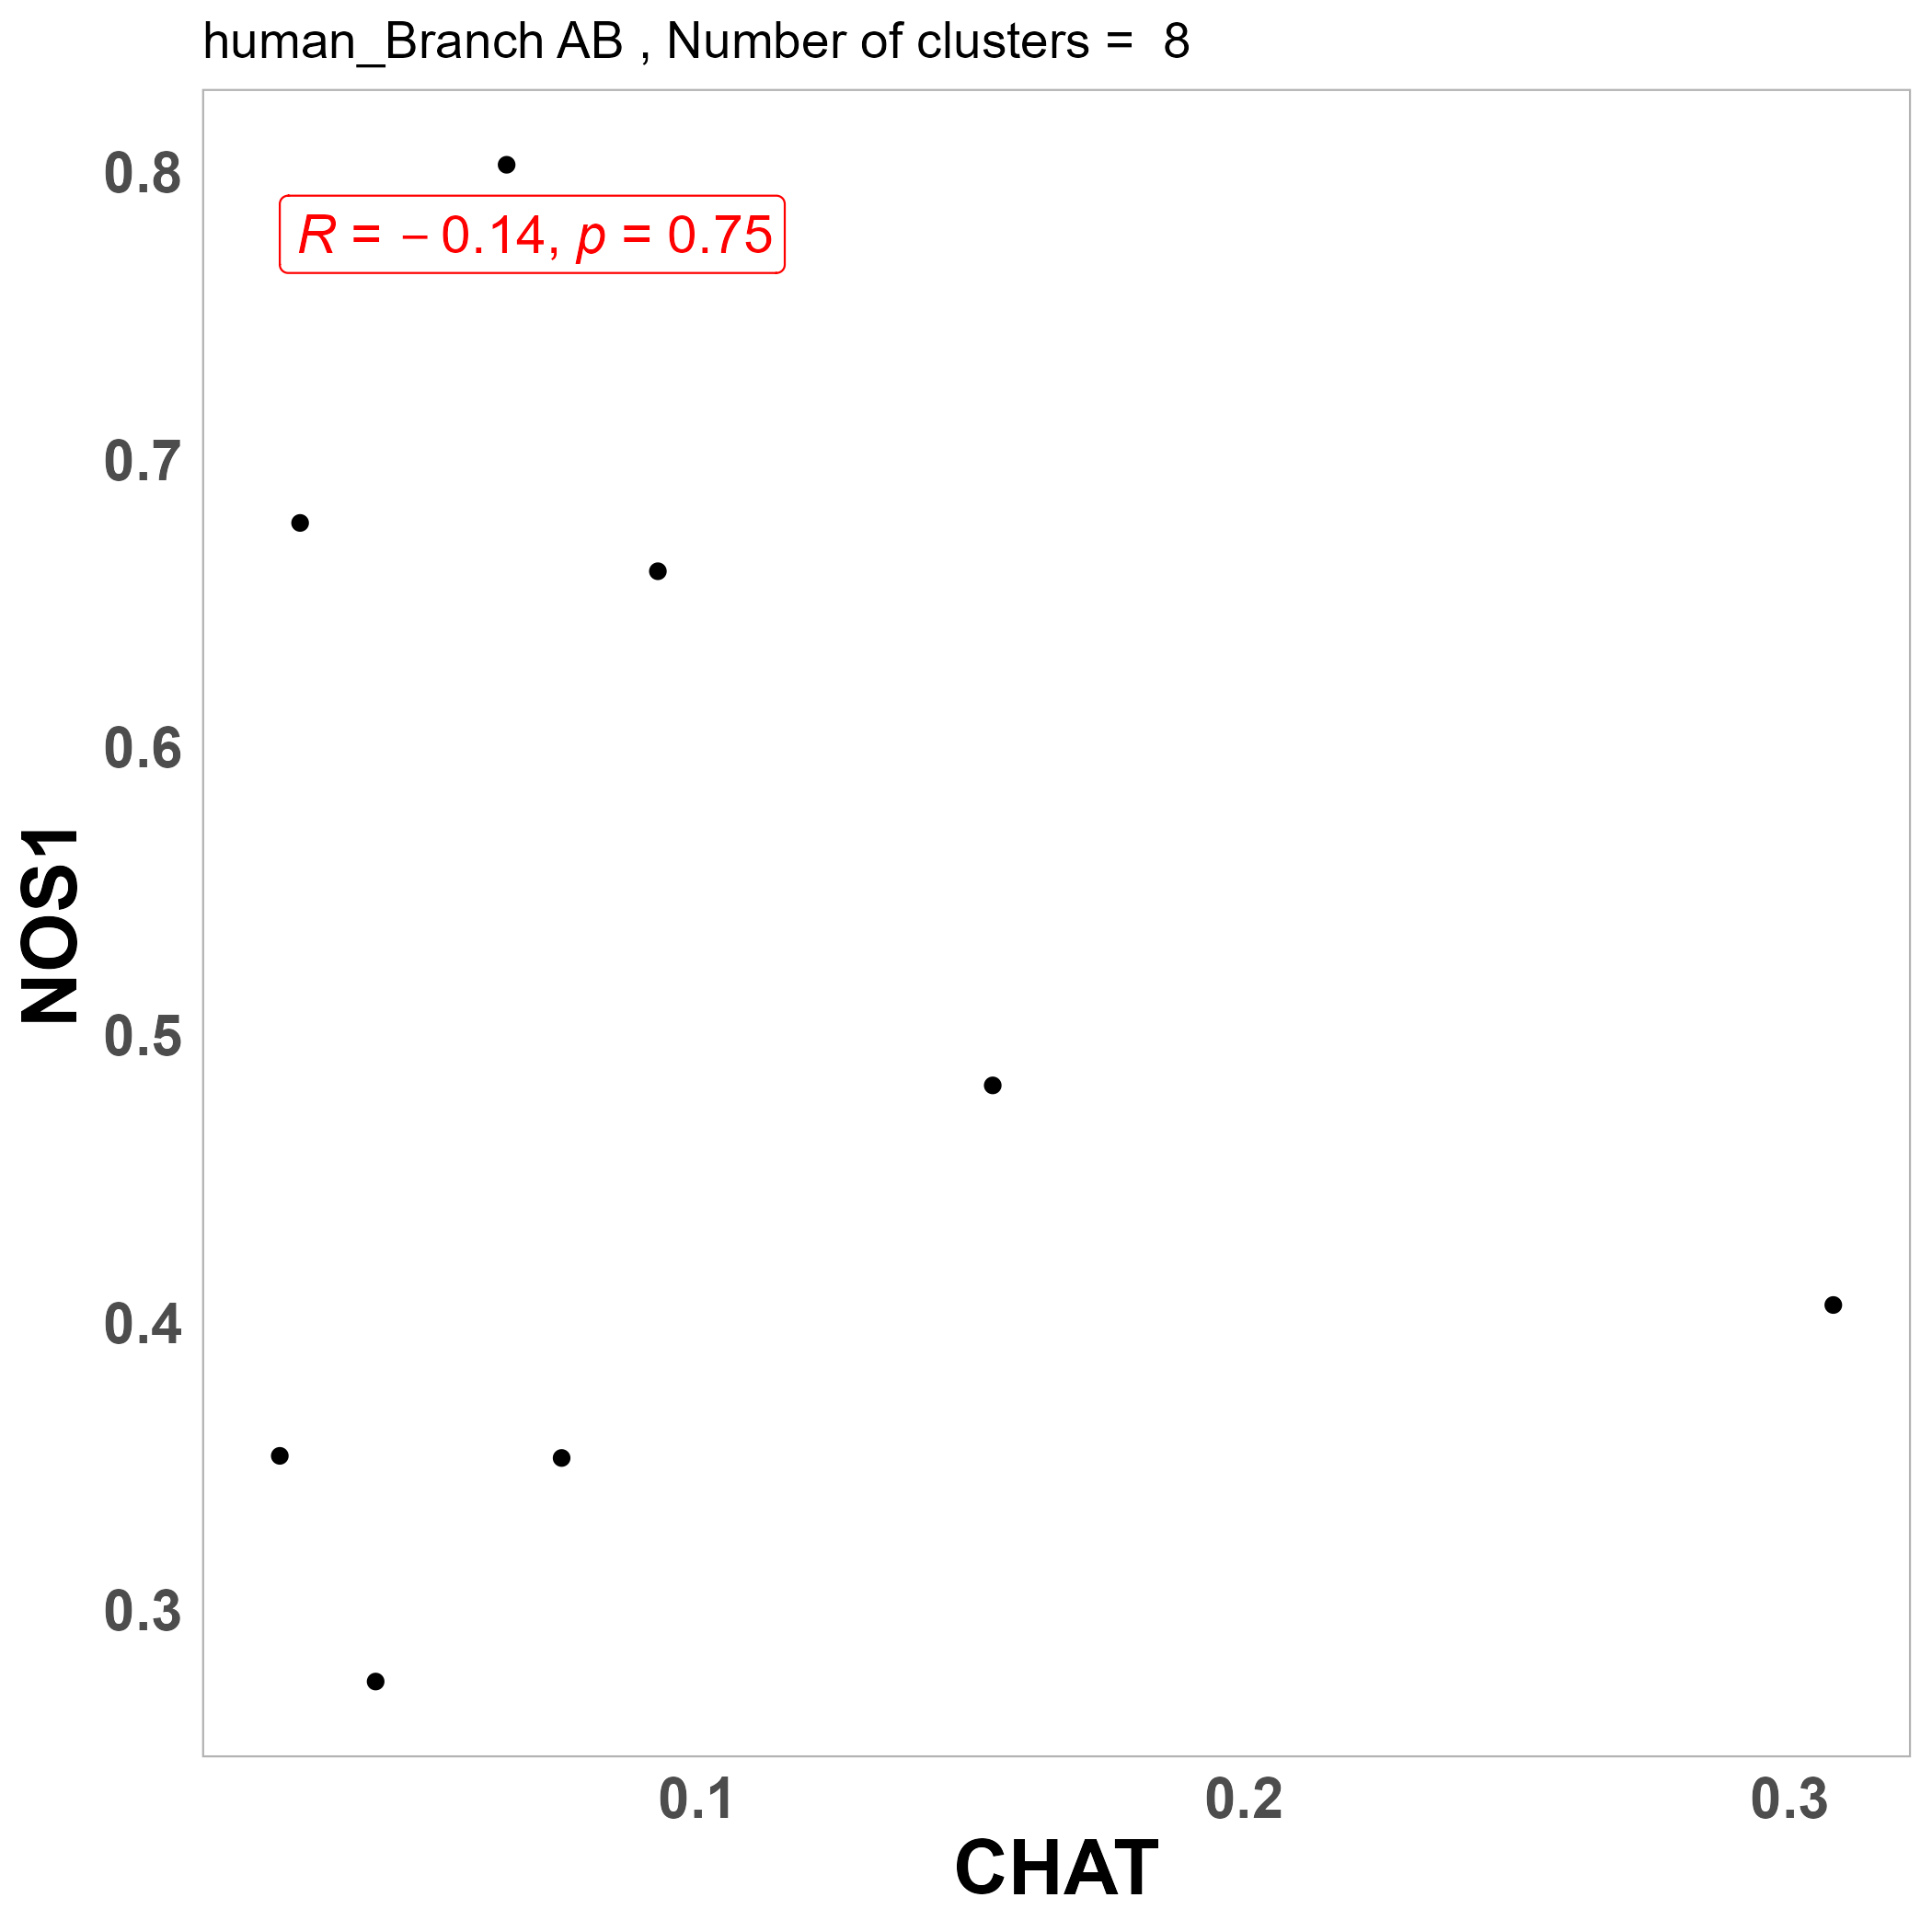 human_Branch AB , Number of clusters =  8
0.8
R = − 0.14, p = 0.75
0.7
0.6
0.5
0.4
0.3
NOS1
0.1 0.2 0.3
CHAT